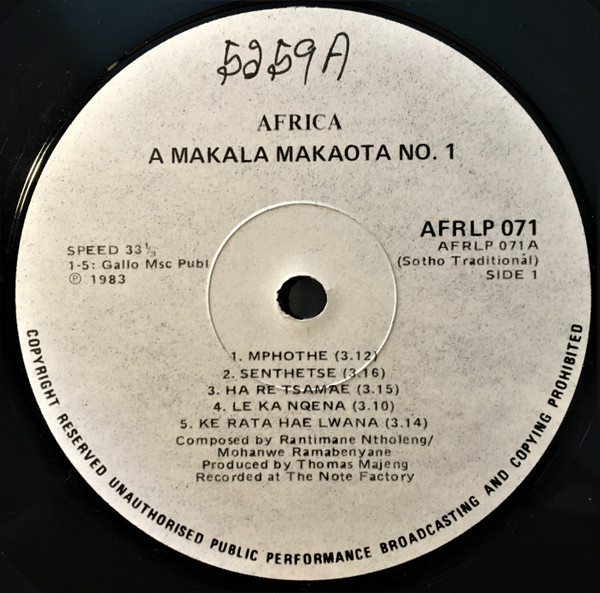 5259A
AFRICA
A MAKALA MAKAOTA NO. 1
AFRLP 071
AFRLP 071A
(Sotho Traditional)
SIDE 1
SPEED 33 1/3
1-5: Gallo Msc Publ
℗ 1983
1. MPHOTHE (3.12)
2. SENTHETSE (3.16)
3. HA RE TSAMAE (3.15)
4. LE KA NQENA (3.10)
5. KE RATA HAE LWANA (3.14)
Composed by Rantimane Ntholeng/
Mohanwe Ramabenyane
Produced by Thomas Majeng
Recorded at The Note Factory
COPYRIGHT RESERVED UNAUTHORISED PUBLIC PERFORMANCE BROADCASTING AND COPYING PROHIBITED